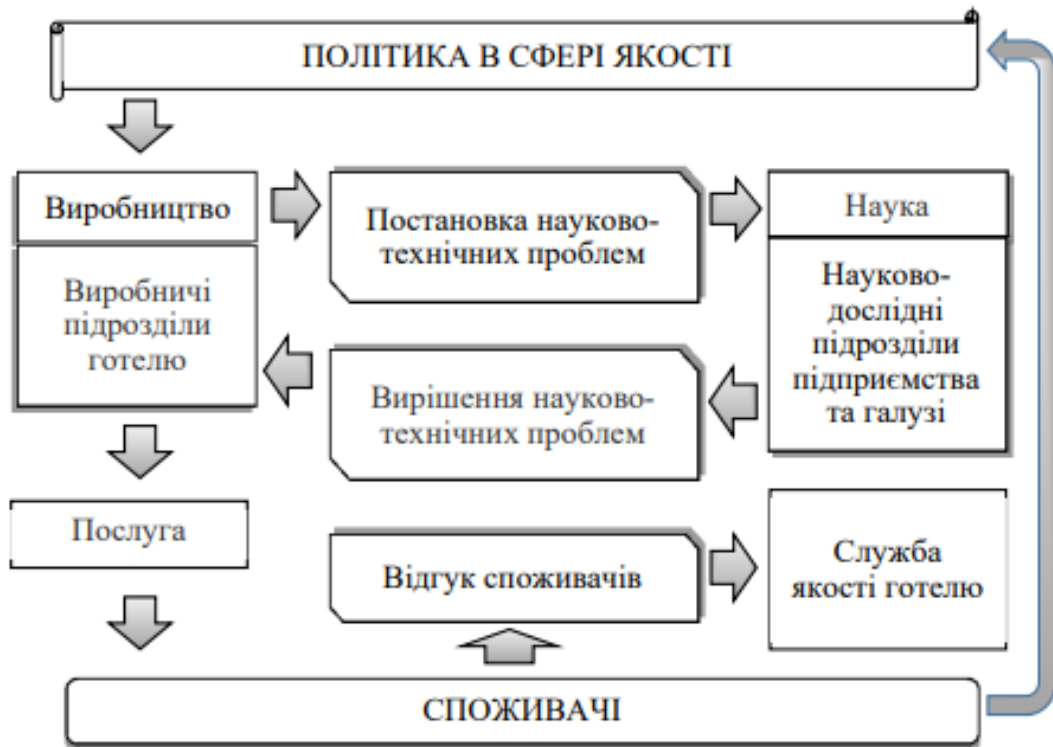 ПОЛІТИКА В СФЕРІ ЯКОСТІ
Виробництво
Виробничі
підрозділи
готелю
Постановка науково-
технічних проблем
Наука
Науково-
дослідні
підрозділи
підприємства
та галузі
Вирішення науково-
технічних проблем
Послуга
Відгук споживачів
Служба
якості готелю
СПОЖИВАЧІ